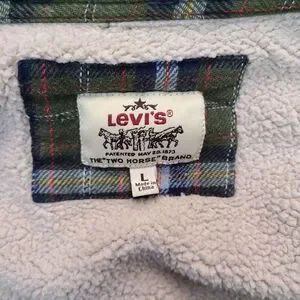 Levi's®
PATENTED MAY 20.1873
THE "TWO HORSE" BRAND
L
Made in
China